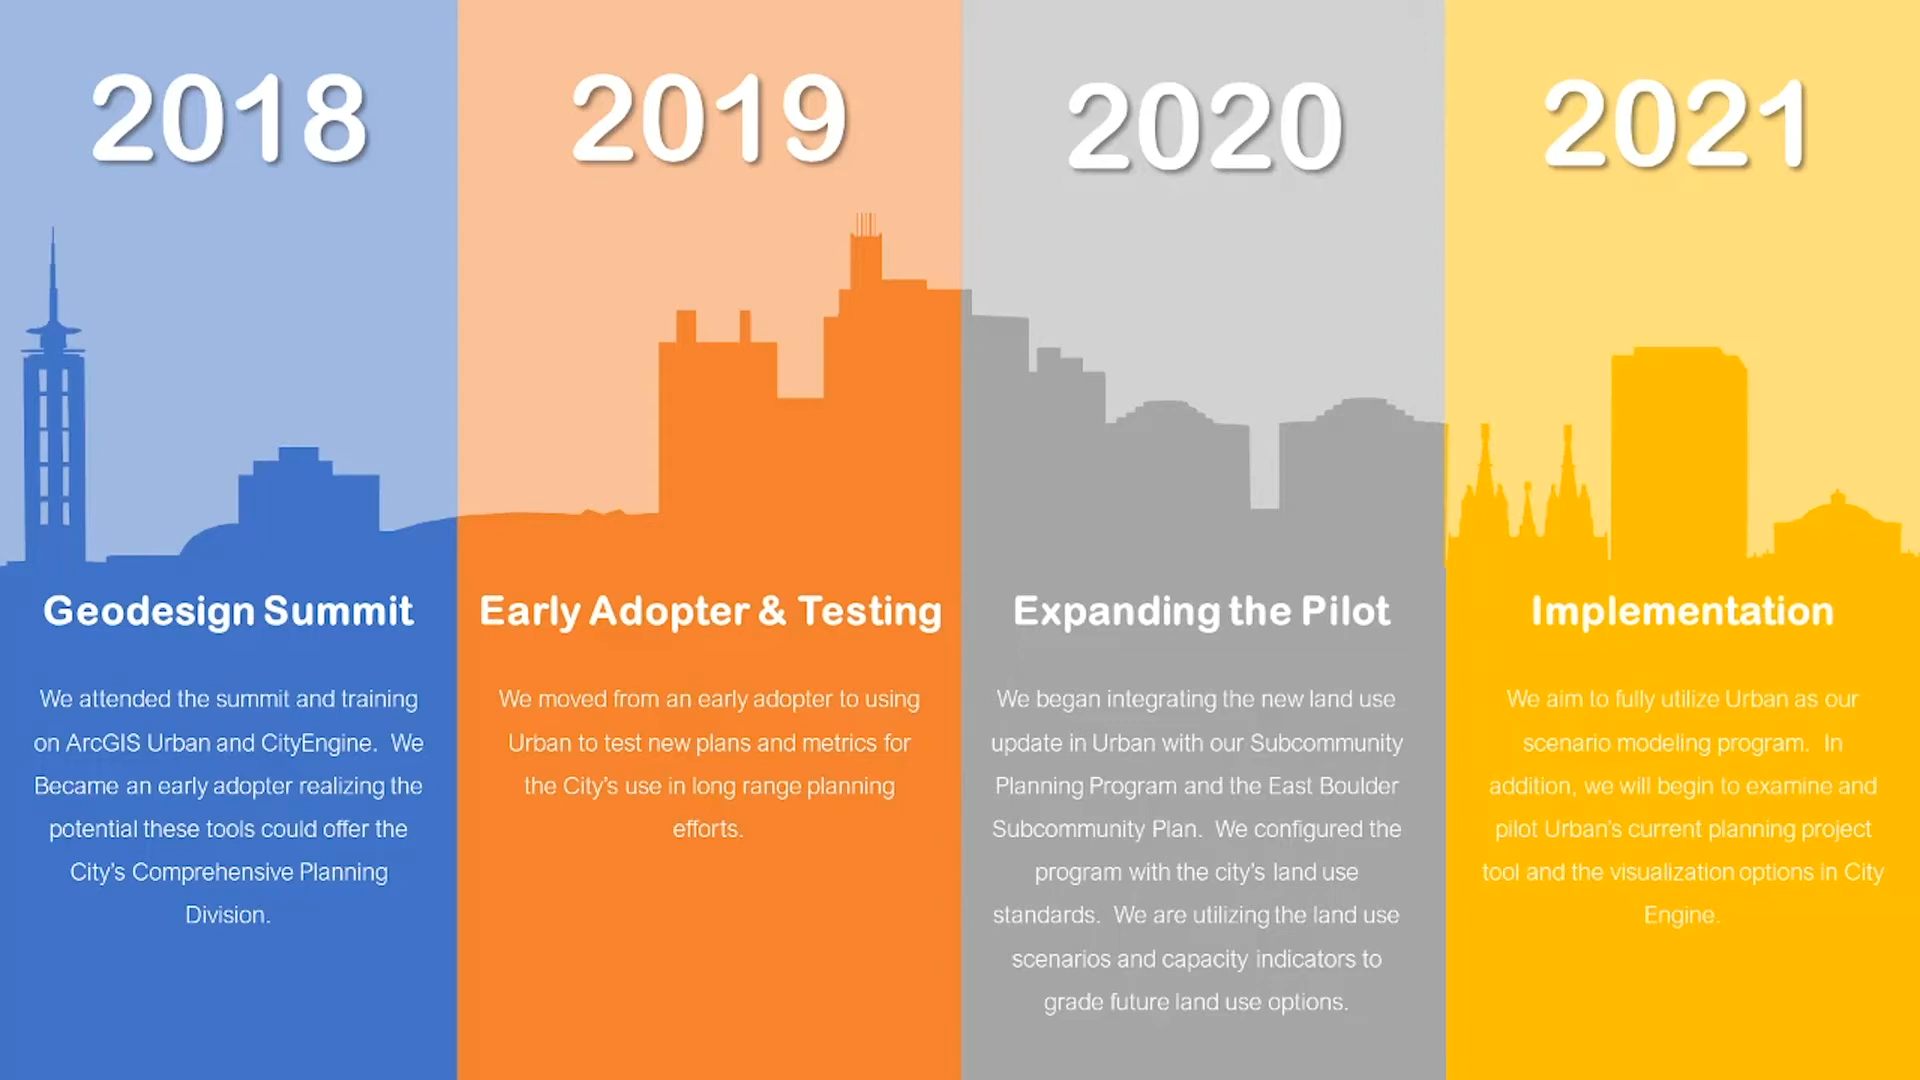 2018
Geodesign Summit
We attended the summit and training
on ArcGIS Urban and CityEngine.  We
Became an early adopter realizing the
potential these tools could offer the
City's Comprehensive Planning
Division.
2019
Early Adopter & Testing
We moved from an early adopter to using
Urban to test new plans and metrics for
the City's use in long range planning
efforts.
2020
Expanding the Pilot
We began integrating the new land use
update in Urban with our Subcommunity
Planning Program and the East Boulder
Subcommunity Plan.  We configured the
program with the city's land use
standards.  We are utilizing the land use
scenarios and capacity indicators to
grade future land use options.
2021
Implementation
We aim to fully utilize Urban as our
scenario modeling program.  In
addition, we will begin to examine and
pilot Urban's current planning project
tool and the visualization options in City
Engine.